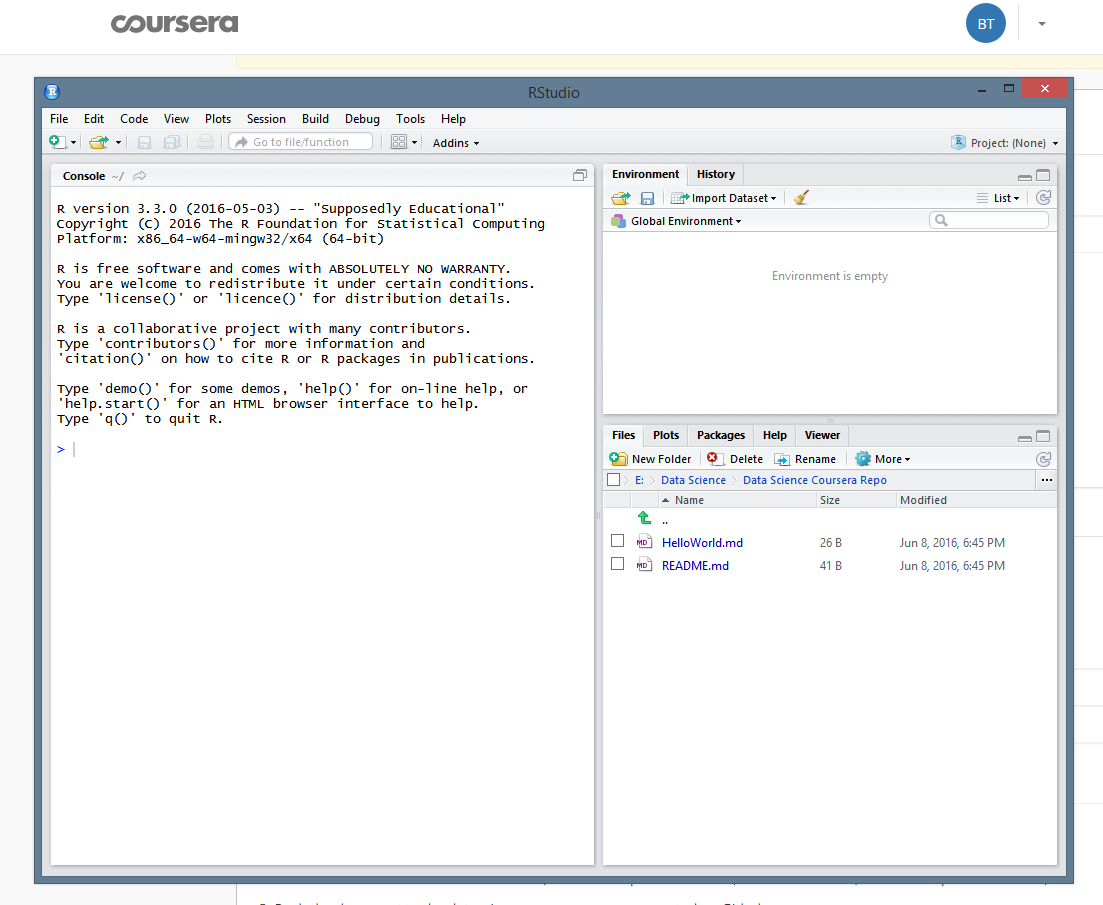 coursera
BT
RStudio
File Edit Code View Plots Session Build Debug Tools Help
Go to file/function
Addins
Project: (None)
Console ~/
R version 3.3.0 (2016-05-03) -- "Supposedly Educational"
Copyright (C) 2016 The R Foundation for Statistical Computing
Platform: x86_64-w64-mingw32/x64 (64-bit)
R is free software and comes with ABSOLUTELY NO WARRANTY.
You are welcome to redistribute it under certain conditions.
Type 'license()' or 'licence()' for distribution details.
R is a collaborative project with many contributors.
Type 'contributors()' for more information and
'citation()' on how to cite R or R packages in publications.
Type 'demo()' for some demos, 'help()' for on-line help, or
'help.start()' for an HTML browser interface to help.
Type 'q()' to quit R.
>
Environment History
Import Dataset List
Global Environment
Environment is empty
Files Plots Packages Help Viewer
New Folder Delete Rename More
E: Data Science Data Science Coursera Repo ...
Name Size Modified
..
MD HelloWorld.md 26 B Jun 8, 2016, 6:45 PM
MD README.md 41 B Jun 8, 2016, 6:45 PM